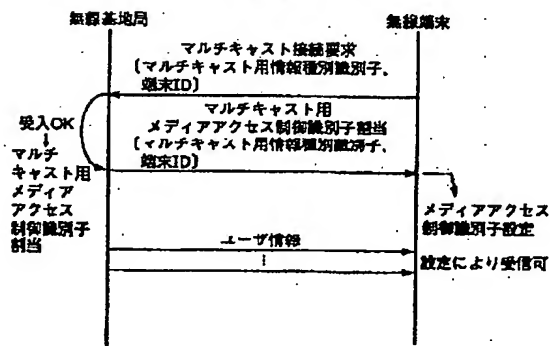 無線基地局
無線端末
マルチキャスト接続要求
〔マルチキャスト用情報種別識別子、
端末ID〕
受入OK
↓
マルチ
キャスト用
メディア
アクセス
制御識別子
割当
マルチキャスト用
メディアアクセス制御識別子割当
〔マルチキャスト用情報種別識別子、
端末ID〕
メディアアクセス
制御識別子設定
ユーザ情報
設定により受信可